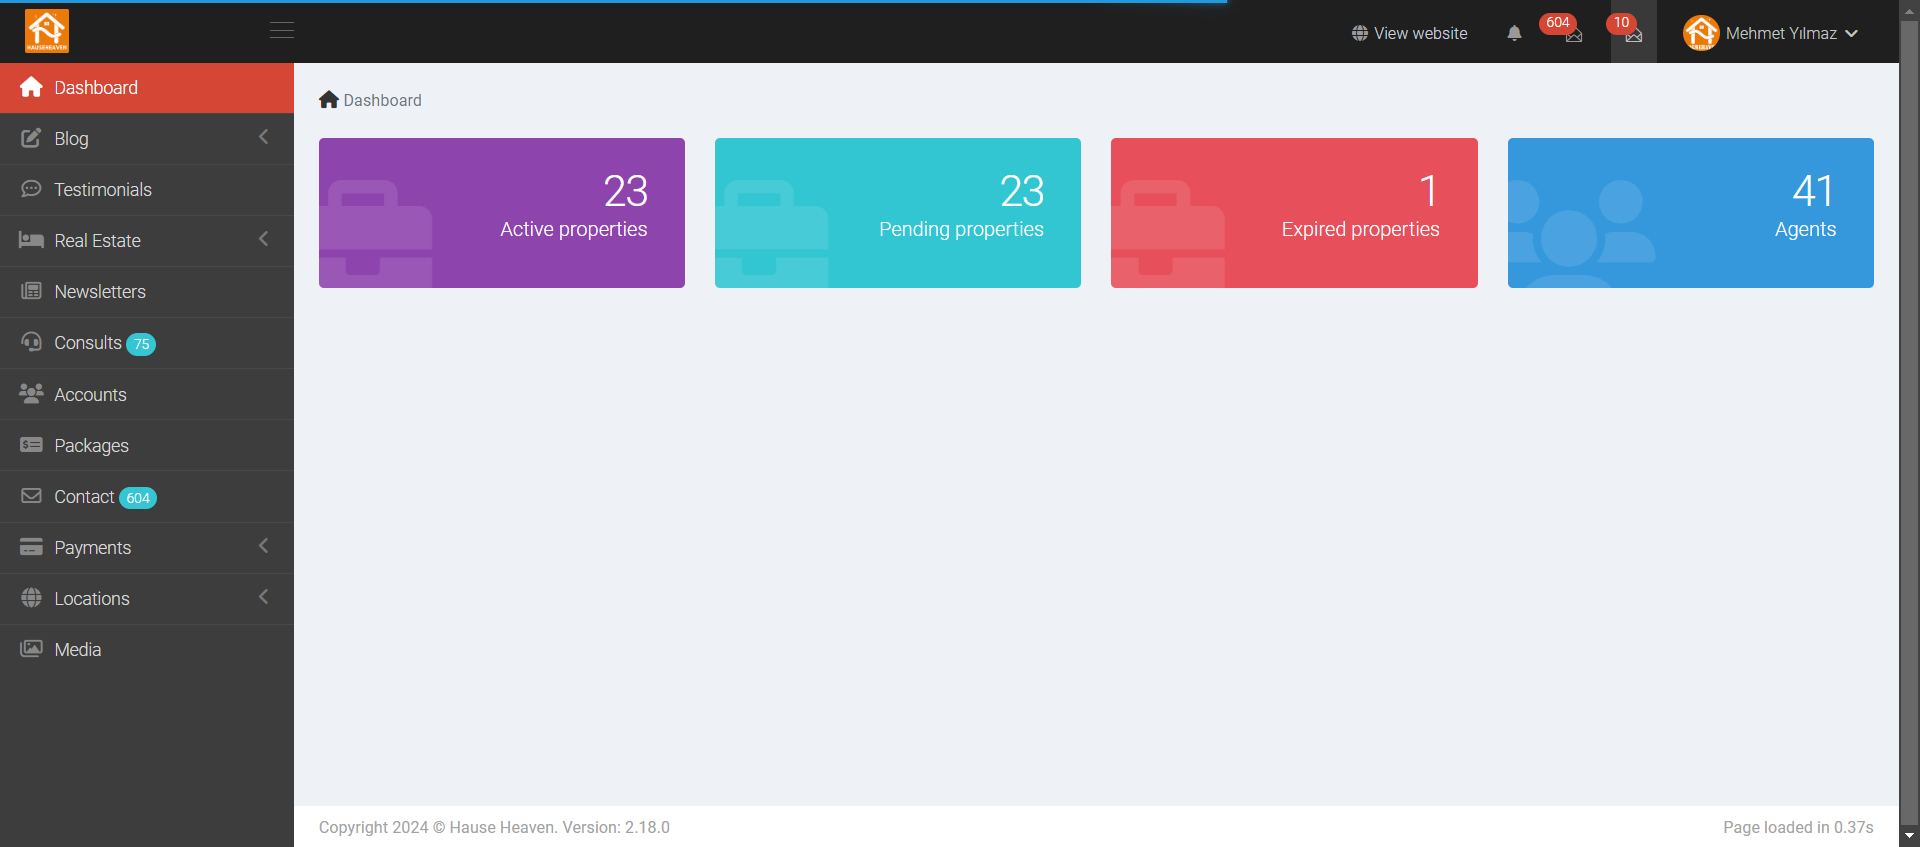 HAUSEHEAVEN
View website
604
10
Mehmet Yılmaz
Dashboard
Blog
Testimonials
Real Estate
Newsletters
Consults 75
Accounts
Packages
Contact 604
Payments
Locations
Media
Dashboard
23
Active properties
23
Pending properties
1
Expired properties
41
Agents
Copyright 2024 © Hause Heaven. Version: 2.18.0
Page loaded in 0.37s